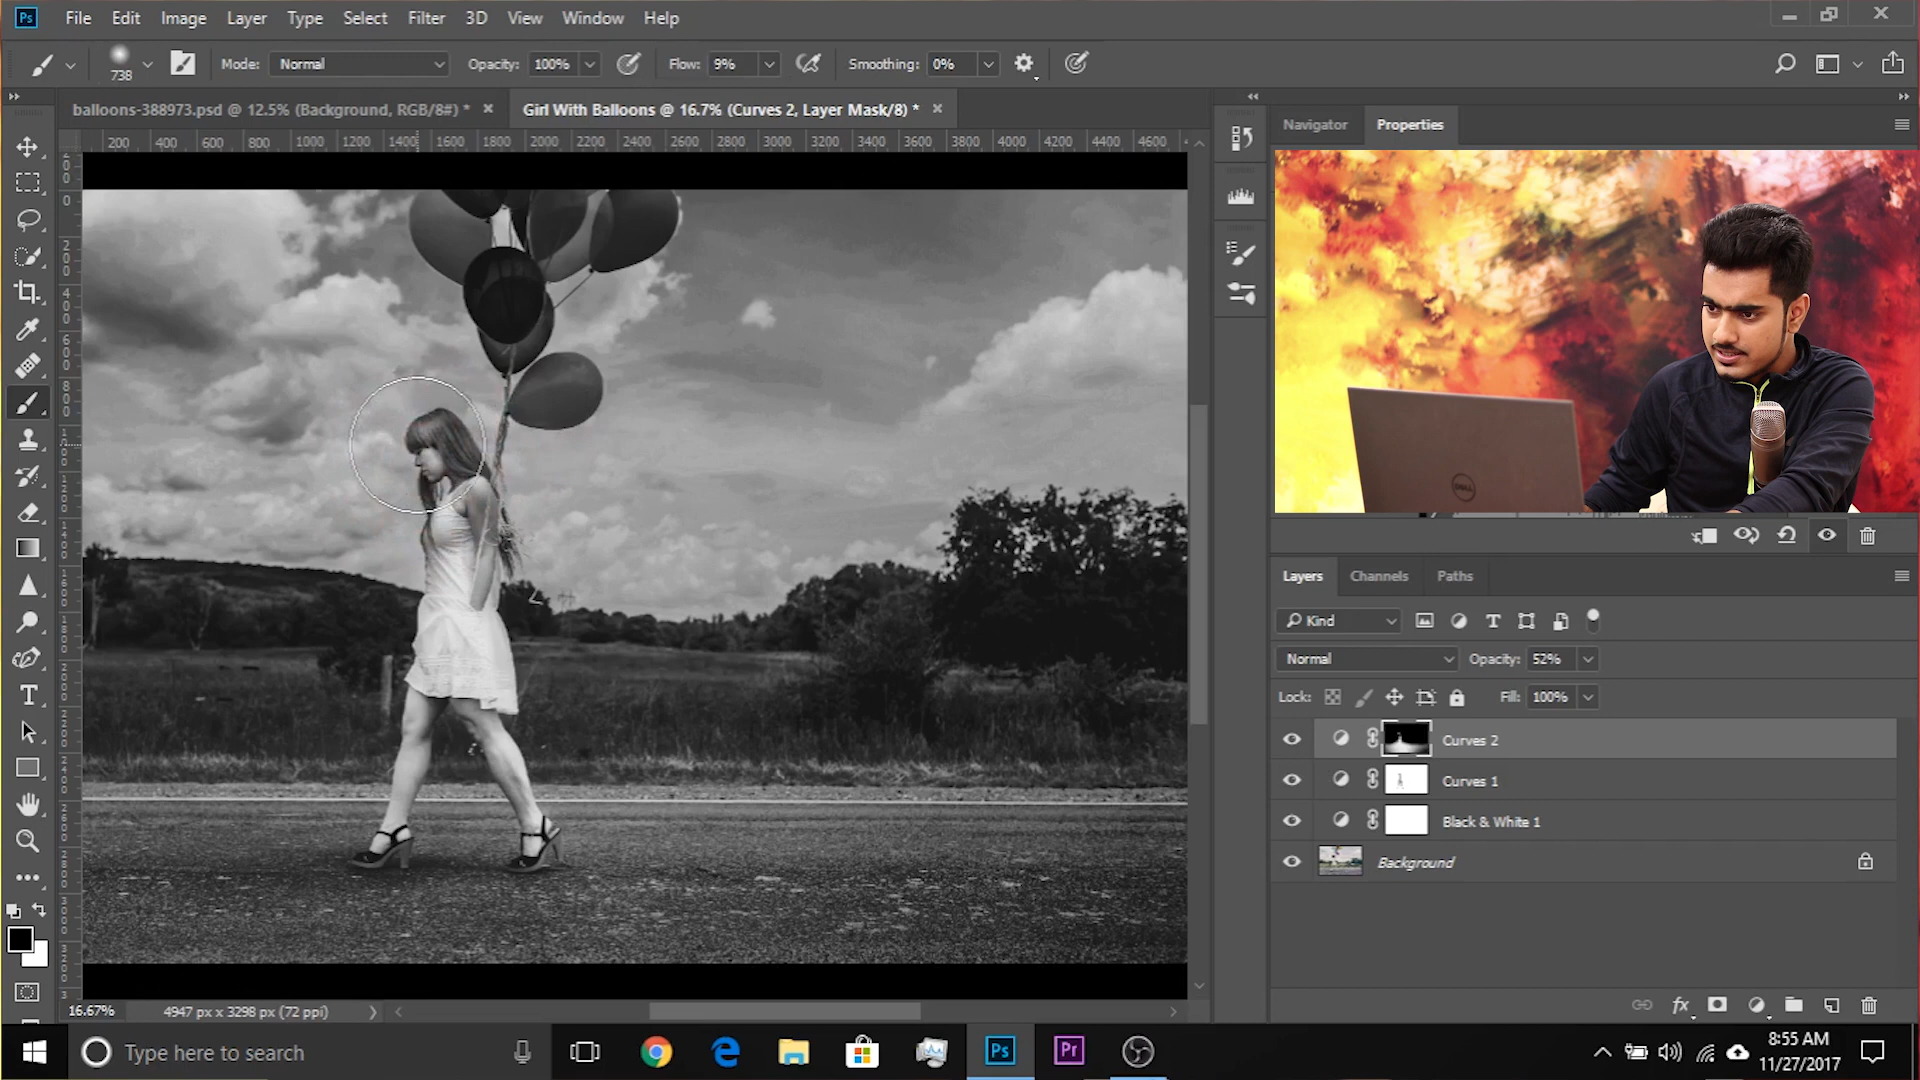 Ps File Edit Image Layer Type Select Filter 3D View Window Help
738 Mode: Normal Opacity: 100% Flow: 9% Smoothing: 0%
balloons-388973.psd @ 12.5% (Background, RGB/8#) * × Girl With Balloons @ 16.7% (Curves 2, Layer Mask/8) * ×
200 400 600 800 1000 1200 1400 1600 1800 2000 2200 2400 2600 2800 3000 3200 3400 3600 3800 4000 4200 4400 4600
Navigator Properties
DELL
Layers Channels Paths
Kind
Normal Opacity: 52%
Lock: Fill: 100%
Curves 2
Curves 1
Black & White 1
Background
fx
16.67% 4947 px x 3298 px (72 ppi)
Type here to search
Ps Pr
8:55 AM
11/27/2017